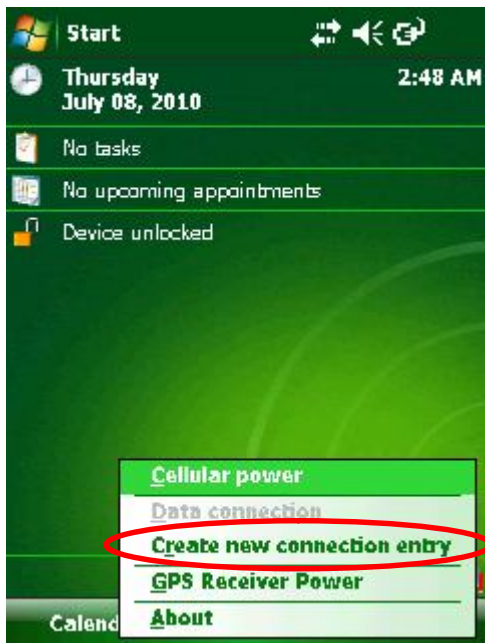 Start
Thursday 2:48 AM
July 08, 2010
No tasks
No upcoming appointments
Device unlocked
Cellular power
Data connection
Create new connection entry
GPS Receiver Power
About
Calend